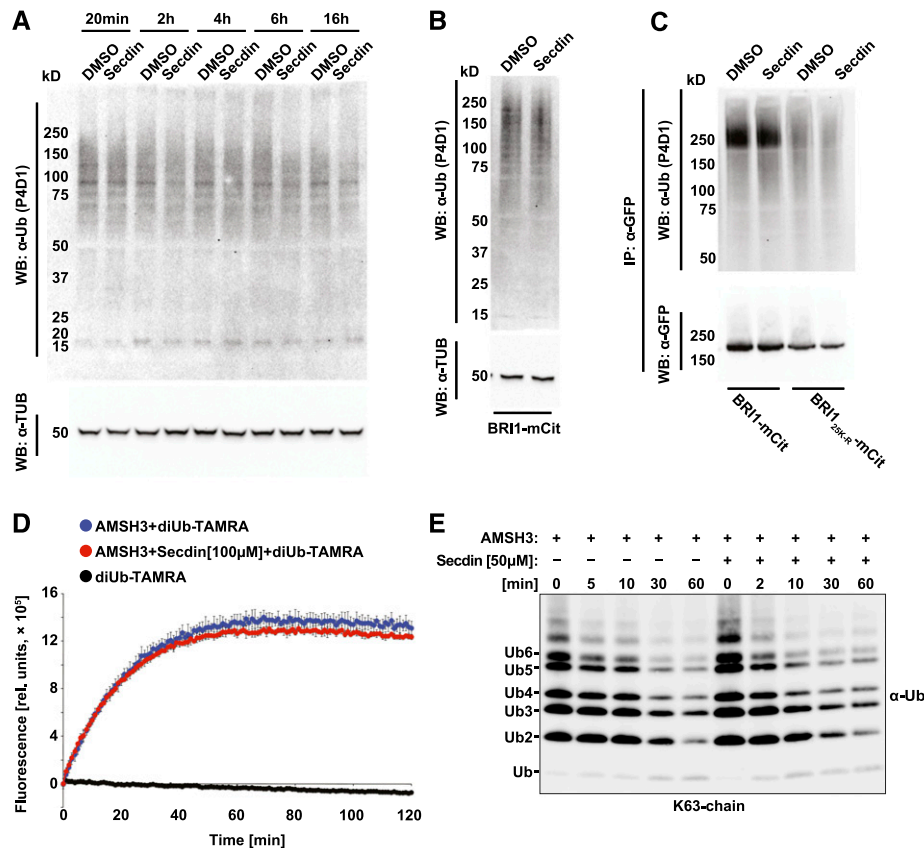 A
20min 2h 4h 6h 16h
DMSO Secdin DMSO Secdin DMSO Secdin DMSO Secdin DMSO Secdin
kD
WB: α-Ub (P4D1)
250
150
100
75
50
37
25
20
15
WB: α-TUB
50
B
DMSO Secdin
kD
WB: α-Ub (P4D1)
250
150
100
75
50
37
25
20
15
WB: α-TUB
50
BRI1-mCit
C
DMSO Secdin DMSO Secdin
kD
IP: α-GFP
WB: α-Ub (P4D1)
250
150
100
75
50
WB: α-GFP
250
150
BRI1-mCit
BRI1 25K-R -mCit
D
AMSH3+diUb-TAMRA
AMSH3+Secdin[100μM]+diUb-TAMRA
diUb-TAMRA
Fluorescence [rel. units, × 10⁵]
16
12
8
4
0
0 20 40 60 80 100 120
Time [min]
E
AMSH3: + + + + + + + + + +
Secdin [50μM]: – – – – – + + + + +
[min] 0 5 10 30 60 0 2 10 30 60
Ub6
Ub5
Ub4
Ub3
Ub2
Ub
α-Ub
K63-chain